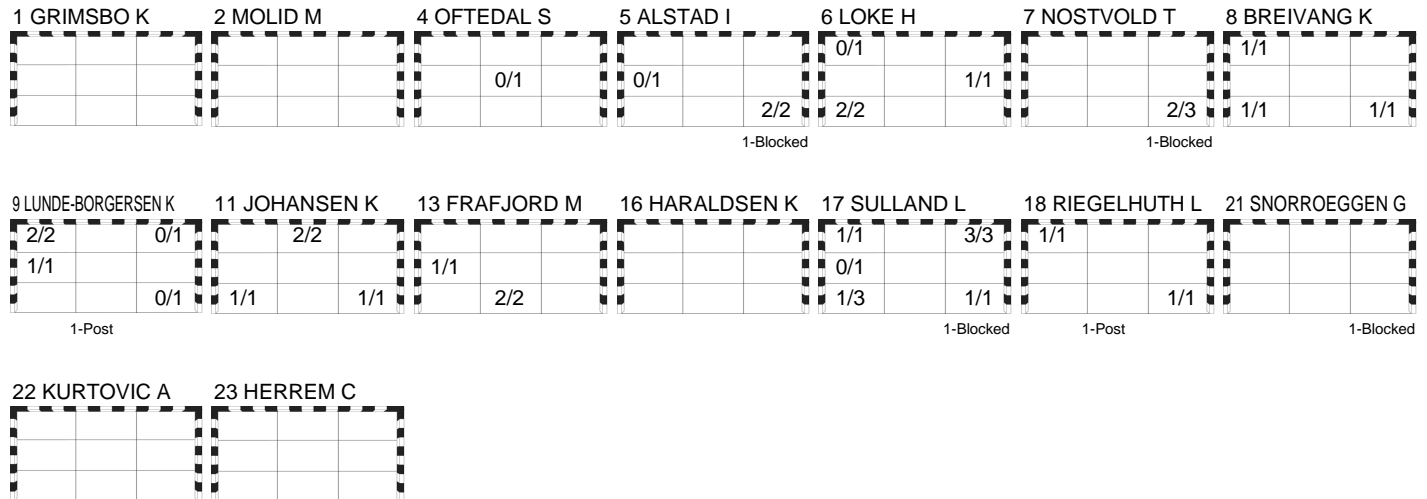 1 GRIMSBO K 2 MOLID M 4 OFTEDAL S 5 ALSTAD I 6 LOKE H 7 NOSTVOLD T 8 BREIVANG K
0/1 1/1
0/1 0/1 1/1
2/2 2/2 2/3 1/1 1/1
1-Blocked 1-Blocked
9 LUNDE-BORGERSEN K 11 JOHANSEN K 13 FRAFJORD M 16 HARALDSEN K 17 SULLAND L 18 RIEGELHUTH L 21 SNORROEGGEN G
2/2 0/1 2/2 1/1 3/3 1/1
1/1 1/1 0/1
0/1 1/1 1/1 2/2 1/3 1/1 1/1
1-Post 1-Blocked 1-Post 1-Blocked
22 KURTOVIC A 23 HERREM C